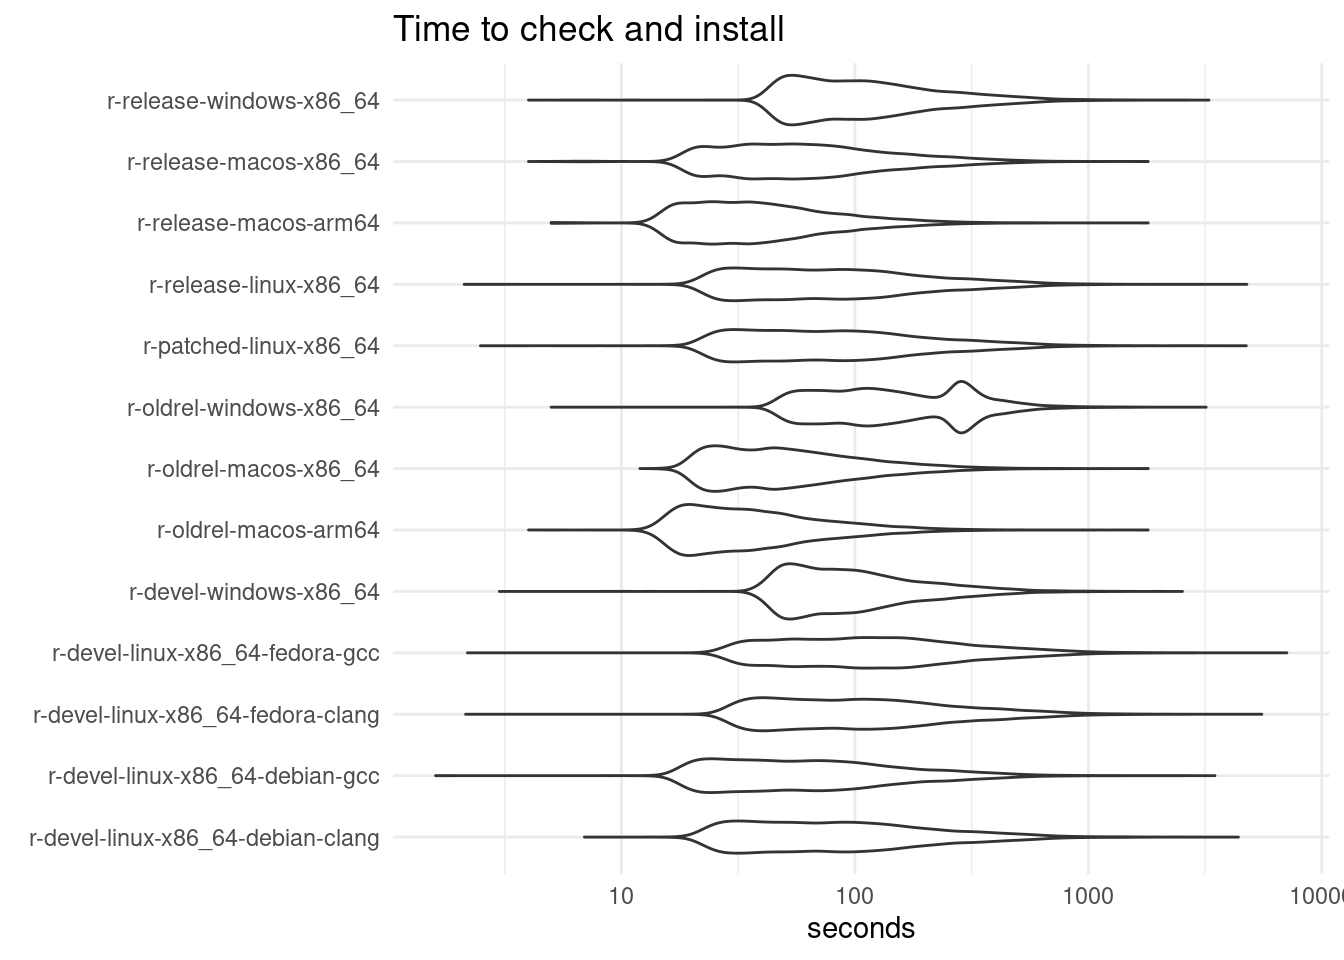 Time to check and install
r-release-windows-x86_64
r-release-macos-x86_64
r-release-macos-arm64
r-release-linux-x86_64
r-patched-linux-x86_64
r-oldrel-windows-x86_64
r-oldrel-macos-x86_64
r-oldrel-macos-arm64
r-devel-windows-x86_64
r-devel-linux-x86_64-fedora-gcc
r-devel-linux-x86_64-fedora-clang
r-devel-linux-x86_64-debian-gcc
r-devel-linux-x86_64-debian-clang
10 100 1000 10000
seconds